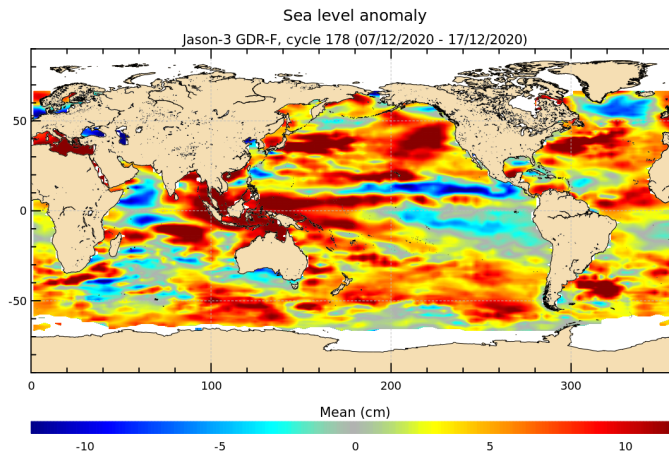 Sea level anomaly
Jason-3 GDR-F, cycle 178 (07/12/2020 - 17/12/2020)
50
0
-50
0 100 200 300
Mean (cm)
-10 -5 0 5 10